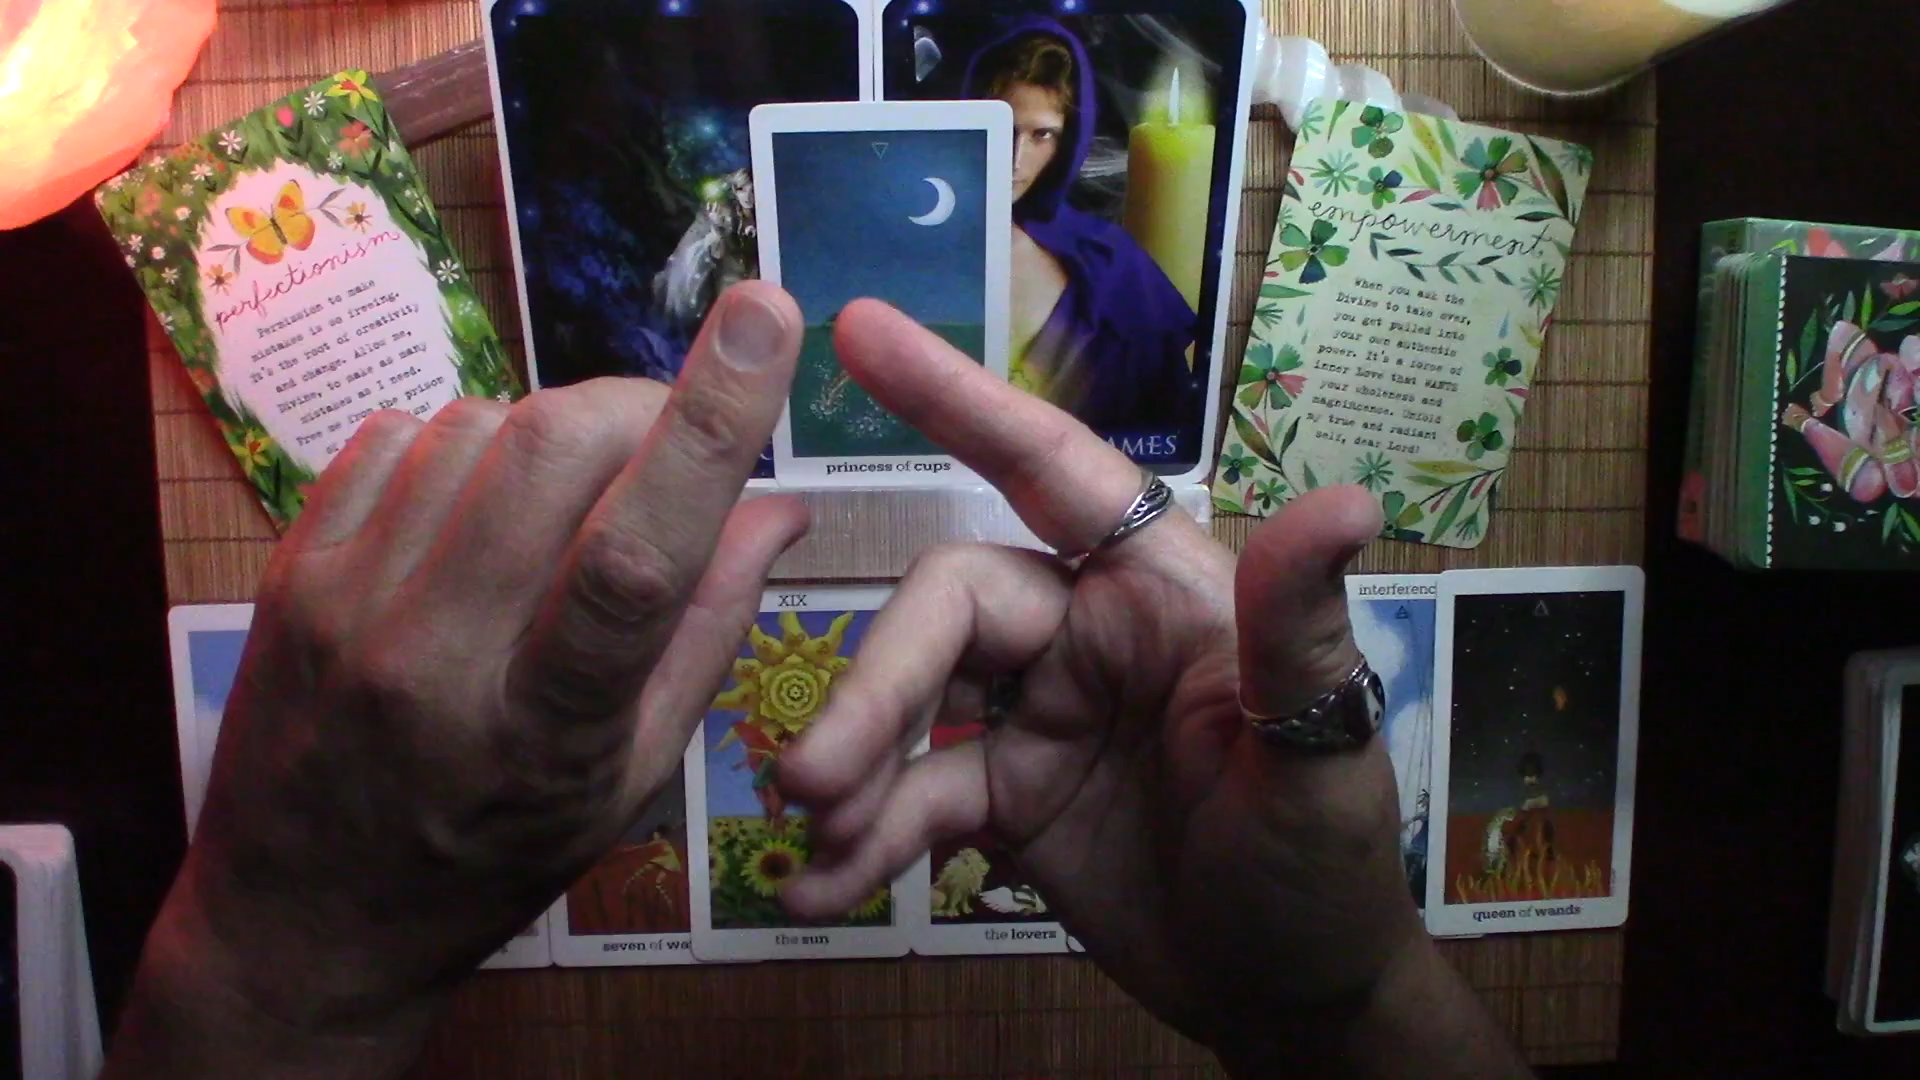 perfectionism
Permission to make
mistakes is so freeing.
It's the root of creativity
and change. Allow me,
Divine, to make as many
mistakes as I need.
Free me from the prison
of
princess of cups
AMES
empowerment
When you ask the
Divine to take over,
you get pulled into
your own authentic
power. It's a force of
inner Love that WANTS
your wholeness and
magnificence. Unfold
my true and radiant
self, dear Lord!
XIX
interferenc
seven of wa
the sun
the lovers
queen of wands